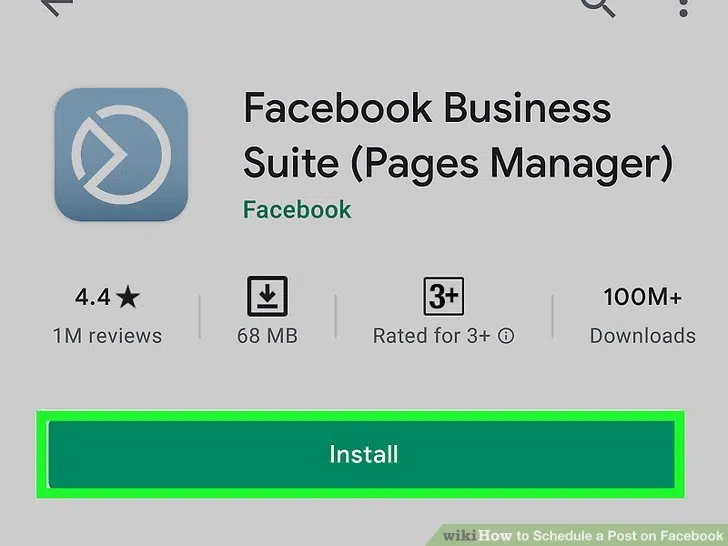 Facebook Business
Suite (Pages Manager)
Facebook
4.4★
3+
100M+
1M reviews
68 MB
Rated for 3+
Downloads
Install
wikiHow to Schedule a Post on Facebook